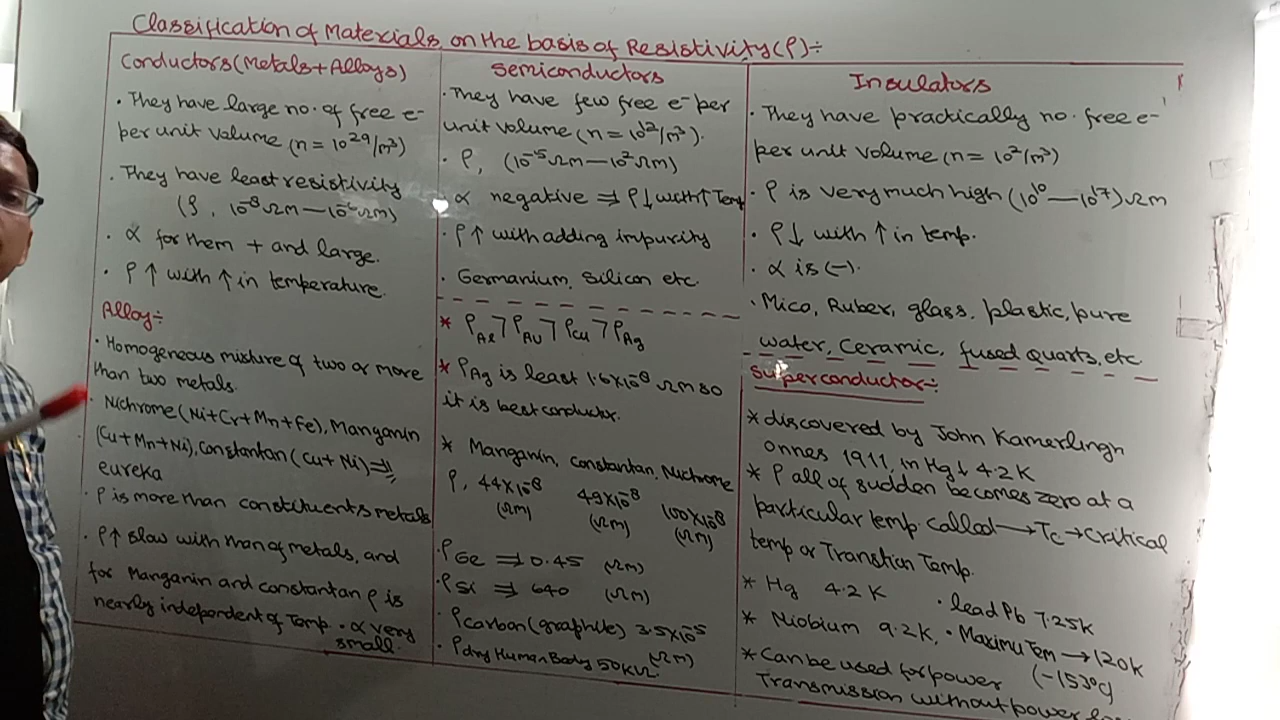 Classification of Materials on the basis of Resistivity (ρ) ÷
Conductors (Metals + Alloys)
· They have large no. of free e-
per unit volume (n = 10²⁹/m³)
· They have least resistivity
(ρ, 10⁻⁸ Ωm — 10⁻⁶ Ωm)
· α for them + and large.
· ρ ↑ with ↑ in temperature.
Alloy ÷
· Homogeneous mixture of two or more
than two metals.
· Nichrome (Ni+Cr+Mn+Fe), Manganin
(Cu+Mn+Ni), Constantan (Cu+Ni) ⇒
eureka
· ρ is more than constituents metals
· ρ↑ slow with than of metals, and
for Manganin and constantan ρ is
nearly independent of Temp. · α very
small.
Semiconductors
· They have few free e- per
unit volume (n = 10¹²/m³).
· ρ, (10⁻⁵ Ωm — 10² Ωm)
· α negative ⇒ ρ↓ with ↑ Temp
· ρ↑ with adding impurity
· Germanium, Silicon etc.
* ρAl > ρAu > ρCu > ρAg
* ρAg is least 1.6×10⁻⁸ Ωm so
it is best conductor.
* Manganin, Constantan, Nichrome
ρ, 44×10⁻⁸ 49×10⁻⁸ 100×10⁻⁸
(Ωm) (Ωm) (Ωm)
· ρGe ⇒ 0.45 (Ωm)
· ρSi ⇒ 640 (Ωm)
· ρcarbon (graphite) 3.5×10⁻⁵
(Ωm)
· ρdry Human Body 50KΩ.
Insulators
· They have practically no. free e-
per unit volume (n = 10²/m³)
· ρ is very much high (10¹⁰ — 10¹⁷) Ωm
· ρ↓ with ↑ in temp.
· α is (-).
· Mico, Ruber, glass, plastic, pure
water, Ceramic, fused quarts, etc
Superconductor ÷
* discovered by John Kamerlingh
onnes 1911, in Hg↓ 4.2K
* ρ all of sudden becomes zero at a
particular temp called → Tc → Critical
temp or Transtion Temp.
* Hg 4.2 K · lead Pb 7.25K
* Niobium 9.2K, · Maximu Tem → 120K
(-153°C)
* Can be used for power
Transmission without power